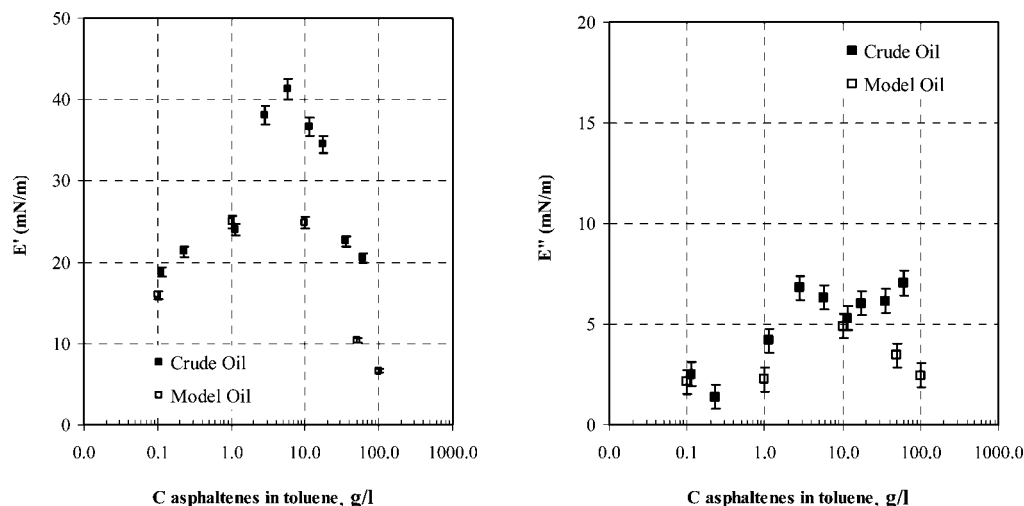 50
40
30
20
10
0
E' (mN/m)
Crude Oil
Model Oil
0.0 0.1 1.0 10.0 100.0 1000.0
C asphaltenes in toluene, g/l
20
15
10
5
0
E'' (mN/m)
Crude Oil
Model Oil
0.0 0.1 1.0 10.0 100.0 1000.0
C asphaltenes in toluene, g/l